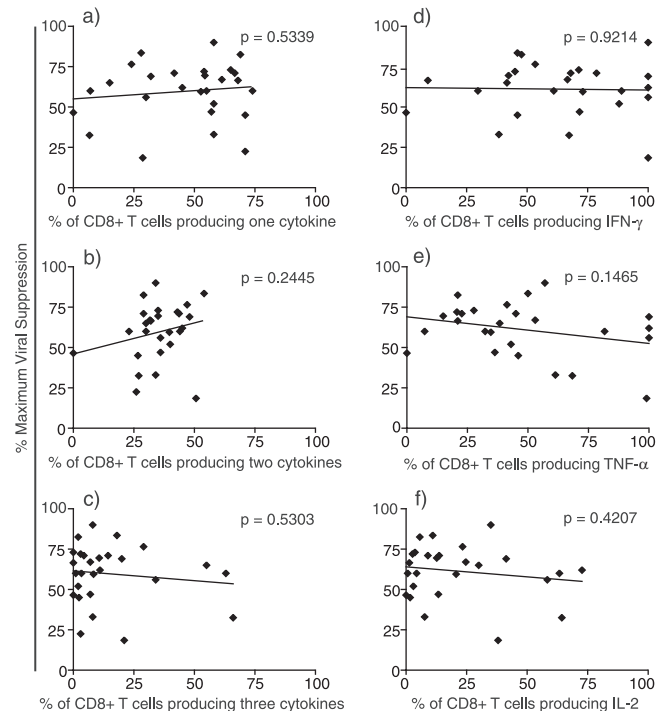 % Maximum Viral Suppression
a)
p = 0.5339
100
75
50
25
0
0 25 50 75 100
% of CD8+ T cells producing one cytokine
d)
p = 0.9214
100
75
50
25
0
0 25 50 75 100
% of CD8+ T cells producing IFN-γ
b)
p = 0.2445
100
75
50
25
0
0 25 50 75 100
% of CD8+ T cells producing two cytokines
e)
p = 0.1465
100
75
50
25
0
0 25 50 75 100
% of CD8+ T cells producing TNF-α
c)
p = 0.5303
100
75
50
25
0
0 25 50 75 100
% of CD8+ T cells producing three cytokines
f)
p = 0.4207
100
75
50
25
0
0 25 50 75 100
% of CD8+ T cells producing IL-2